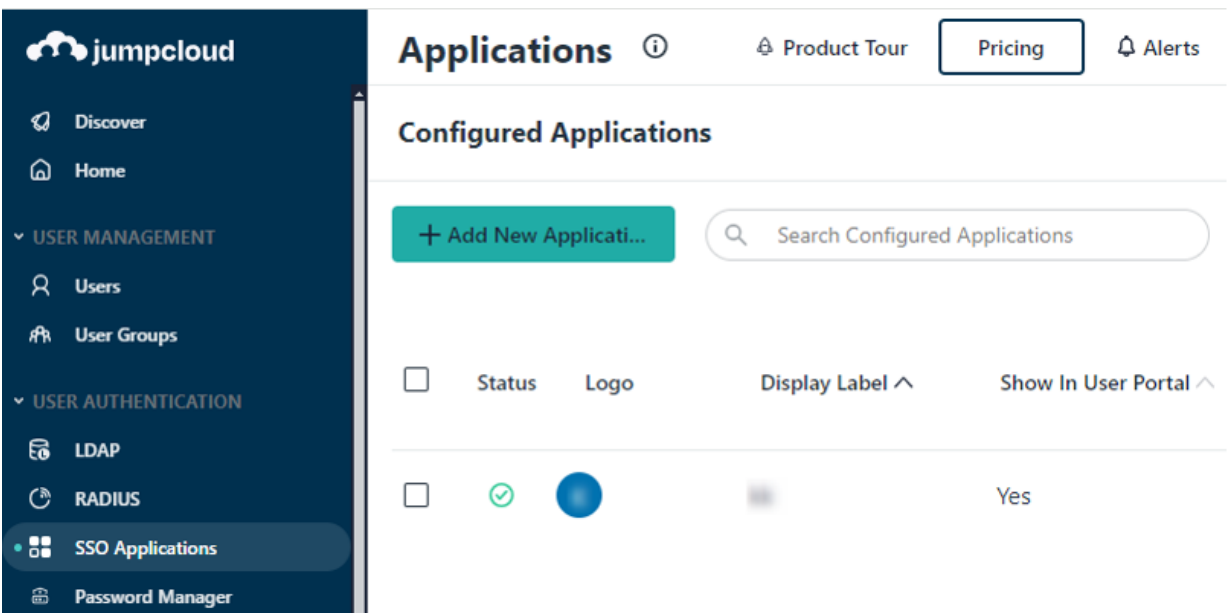 jumpcloud
Discover
Home
USER MANAGEMENT
Users
User Groups
USER AUTHENTICATION
LDAP
RADIUS
SSO Applications
Password Manager
Applications Product Tour Pricing Alerts
Configured Applications
+ Add New Applicati... Search Configured Applications
Status Logo Display Label Show In User Portal
Yes